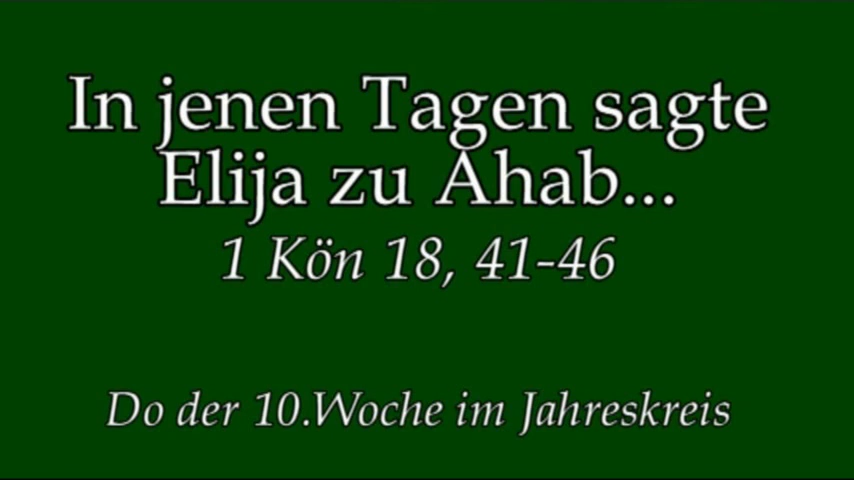 In jenen Tagen sagte
Elija zu Ahab...
1 Kön 18, 41-46
Do der 10.Woche im Jahreskreis